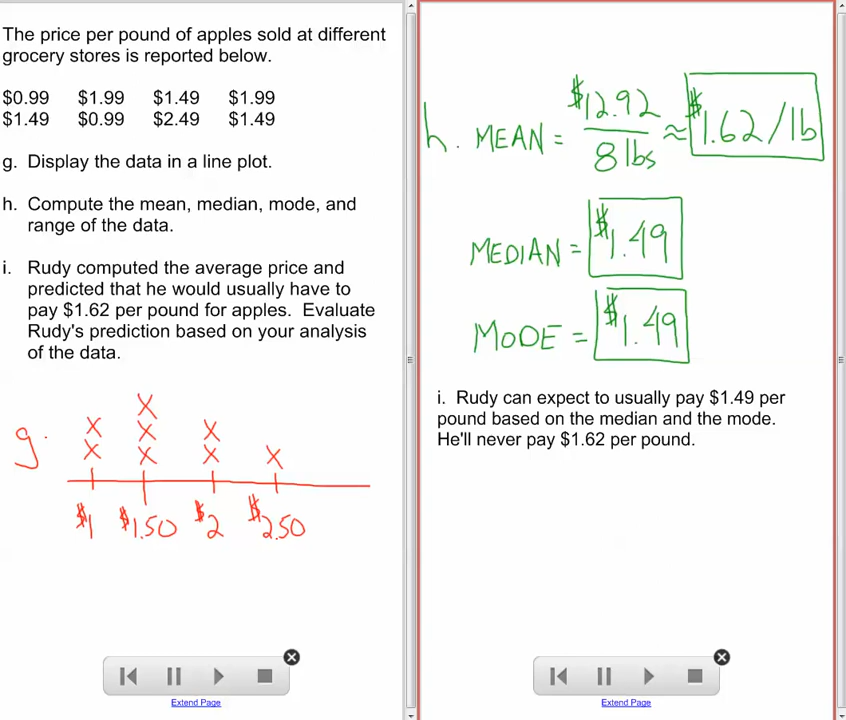 The price per pound of apples sold at different
grocery stores is reported below.
$0.99 $1.99 $1.49 $1.99
$1.49 $0.99 $2.49 $1.49
g. Display the data in a line plot.
h. Compute the mean, median, mode, and
range of the data.
i. Rudy computed the average price and
predicted that he would usually have to
pay $1.62 per pound for apples. Evaluate
Rudy's prediction based on your analysis
of the data.
g.
X
X X X
X X X X
$1 $1.50 $2 $2.50
Extend Page
h. MEAN = $12.92 / 8 lbs ≈ $1.62/lb
MEDIAN = $1.49
MODE = $1.49
i. Rudy can expect to usually pay $1.49 per
pound based on the median and the mode.
He'll never pay $1.62 per pound.
Extend Page